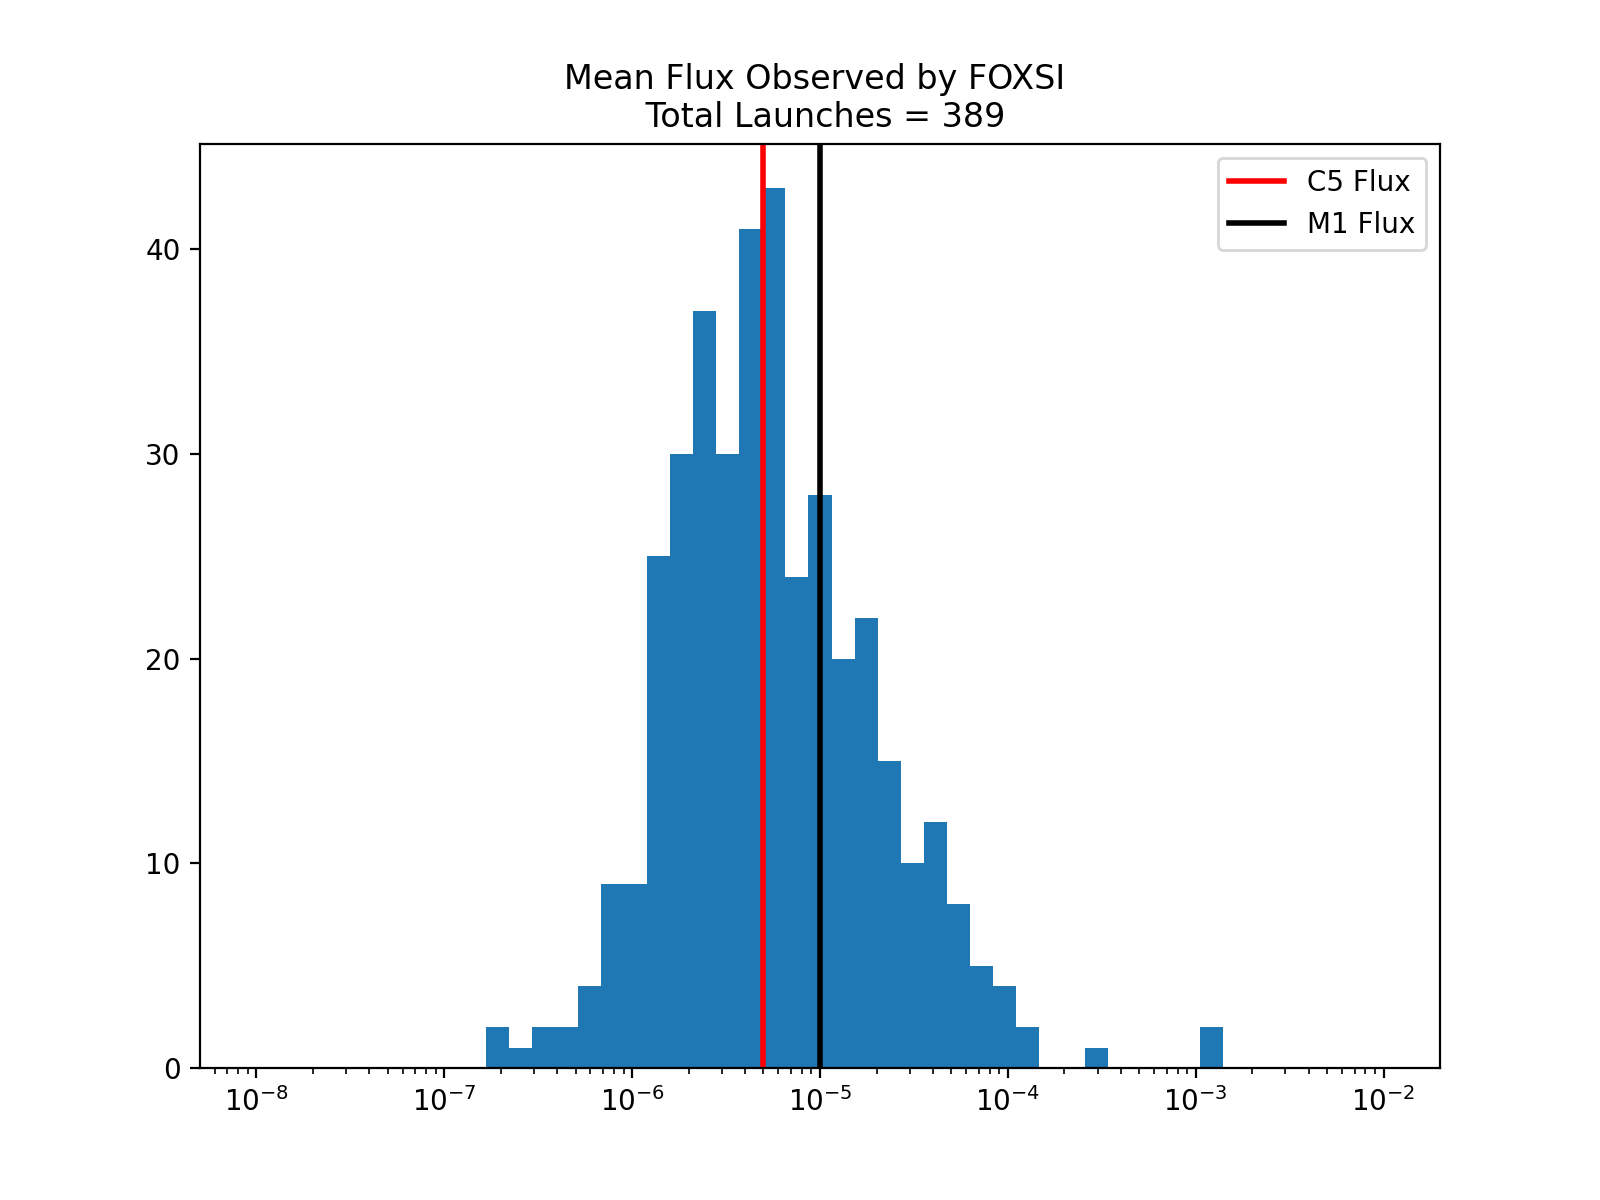 Mean Flux Observed by FOXSI
Total Launches = 389
C5 Flux
M1 Flux
40
30
20
10
0
10⁻⁸ 10⁻⁷ 10⁻⁶ 10⁻⁵ 10⁻⁴ 10⁻³ 10⁻²